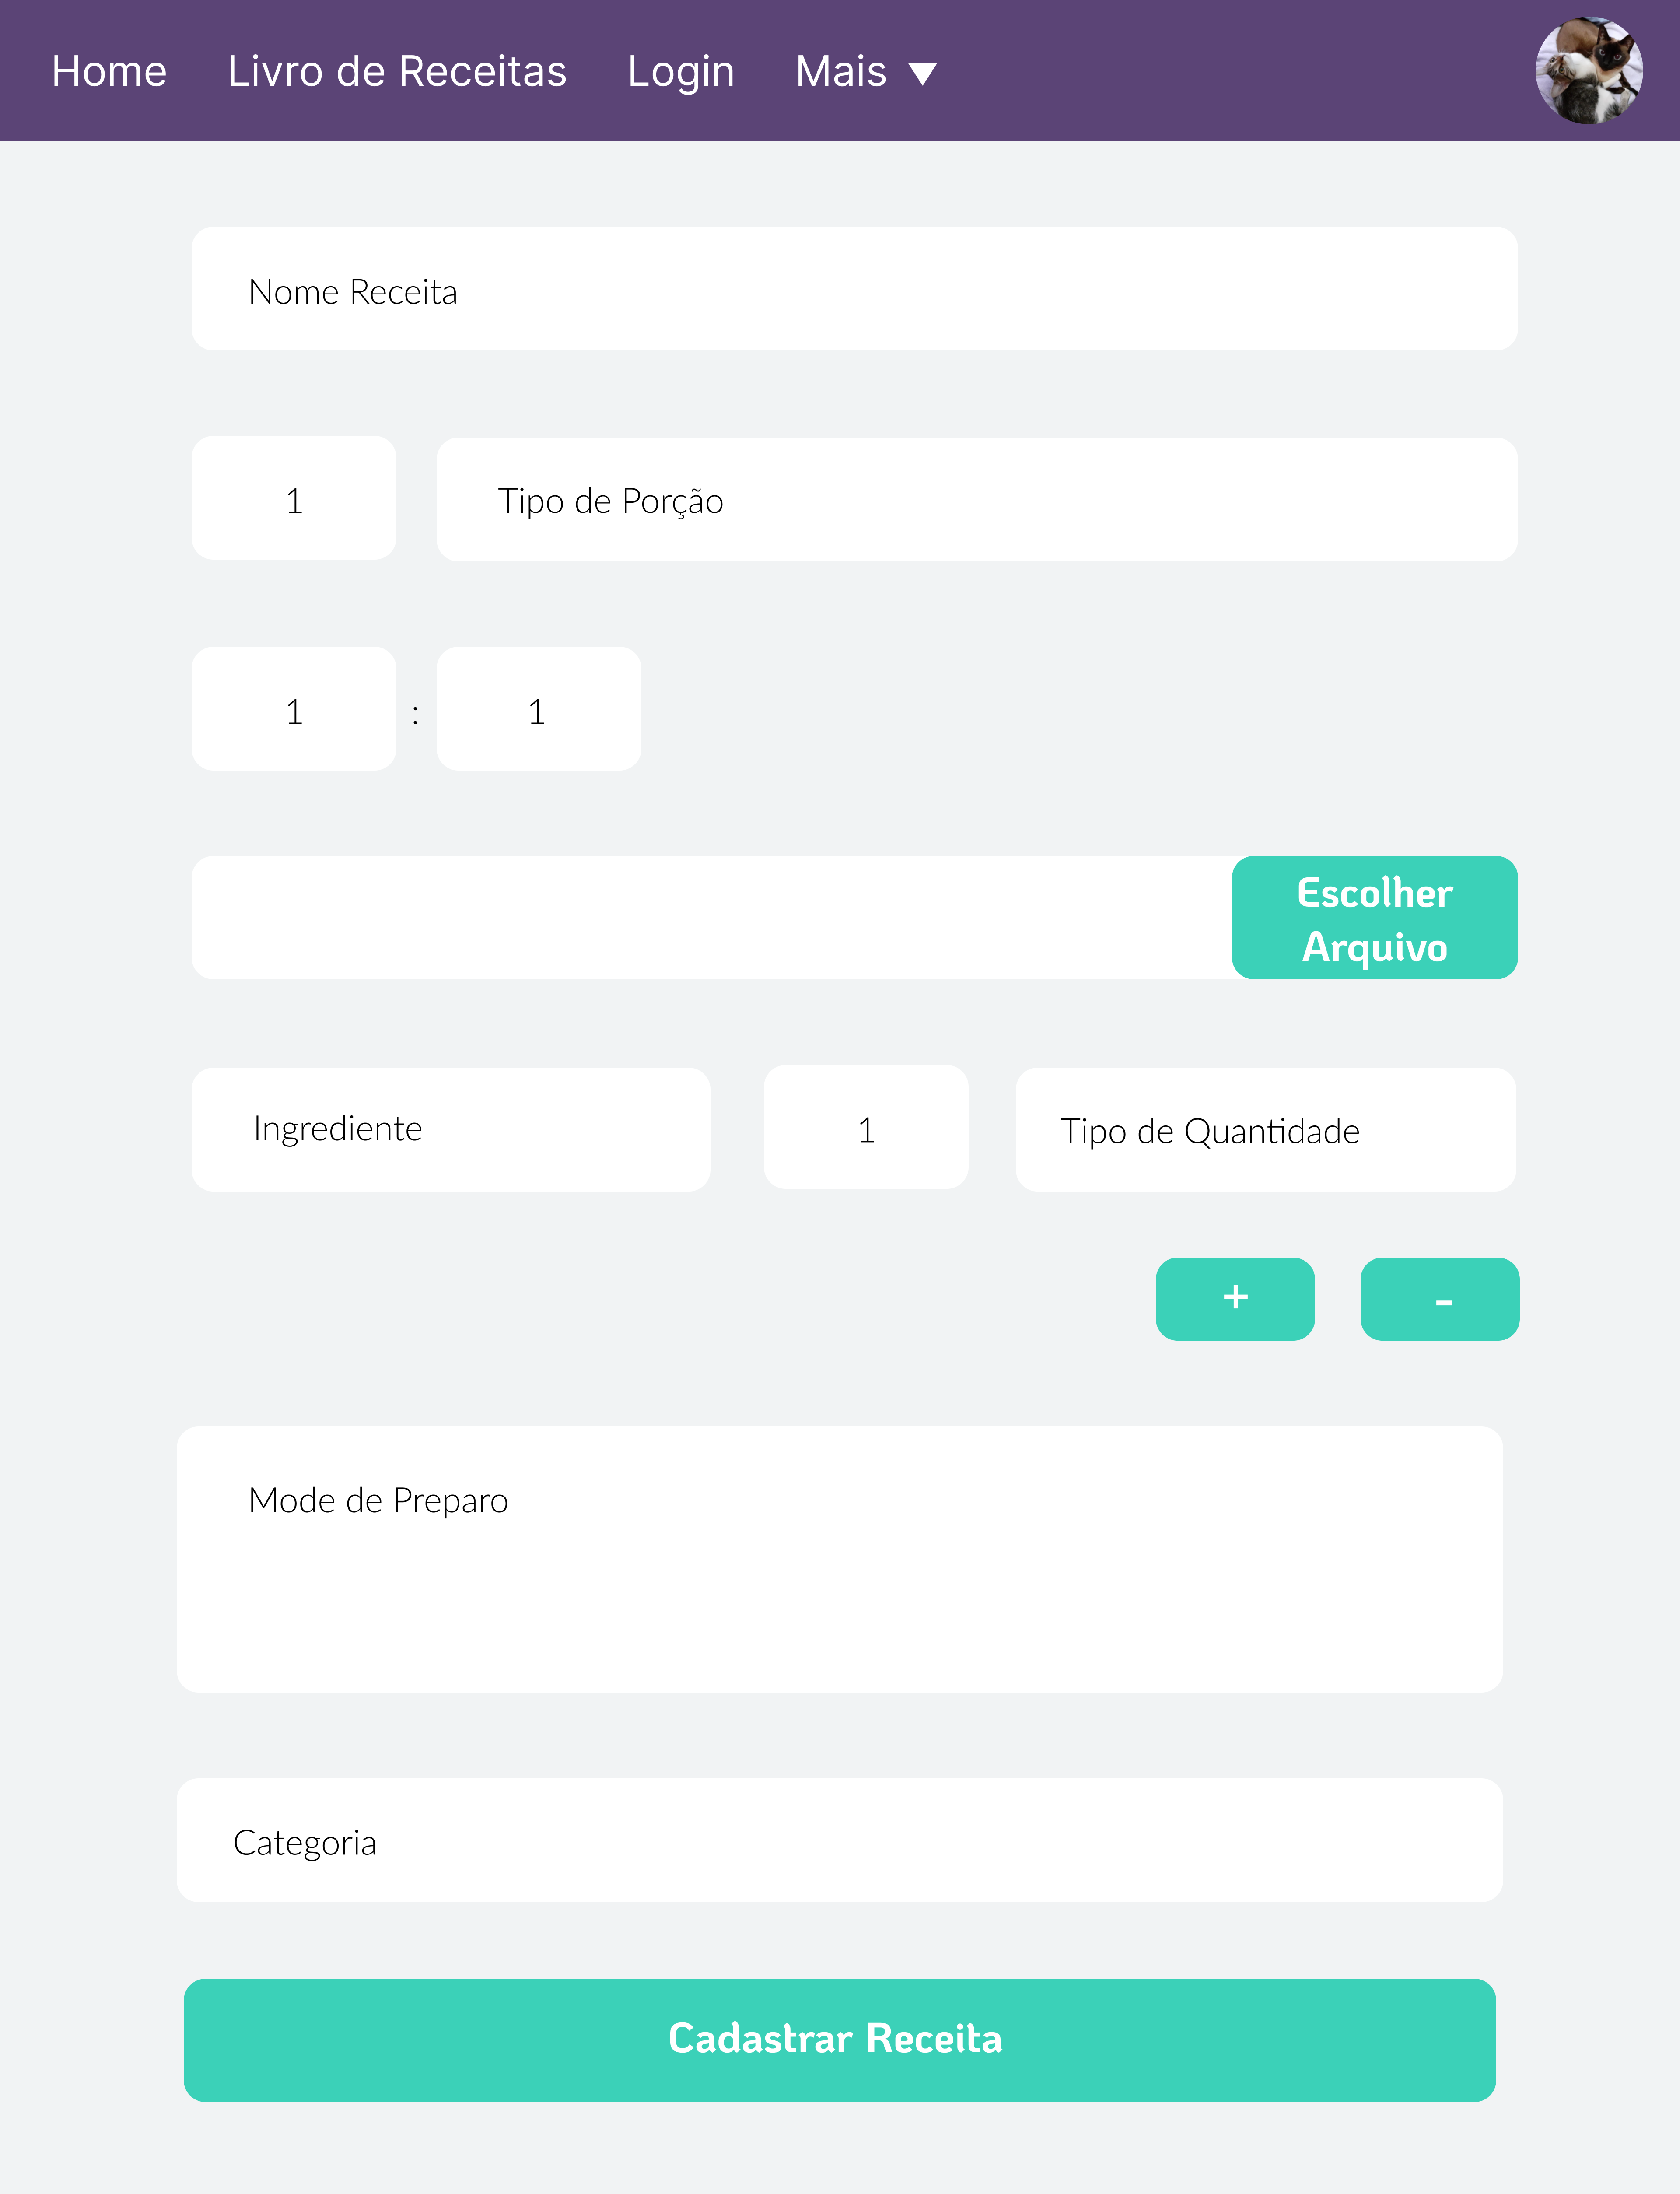 Home Livro de Receitas Login Mais ▼
Nome Receita
1 Tipo de Porção
1 : 1
Escolher
Arquivo
Ingrediente 1 Tipo de Quantidade
+ -
Mode de Preparo
Categoria
Cadastrar Receita